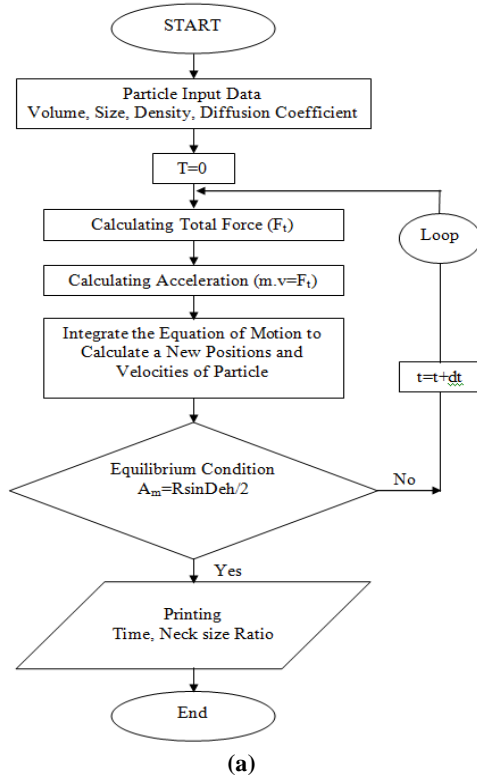 START
Particle Input Data
Volume, Size, Density, Diffusion Coefficient
T=0
Calculating Total Force (Fₜ)
Loop
Calculating Acceleration (m.v=Fₜ)
Integrate the Equation of Motion to
Calculate a New Positions and
Velocities of Particle
t=t+dt
Equilibrium Condition
Aₘ=RsinDeh/2
No
Yes
Printing
Time, Neck size Ratio
End
(a)